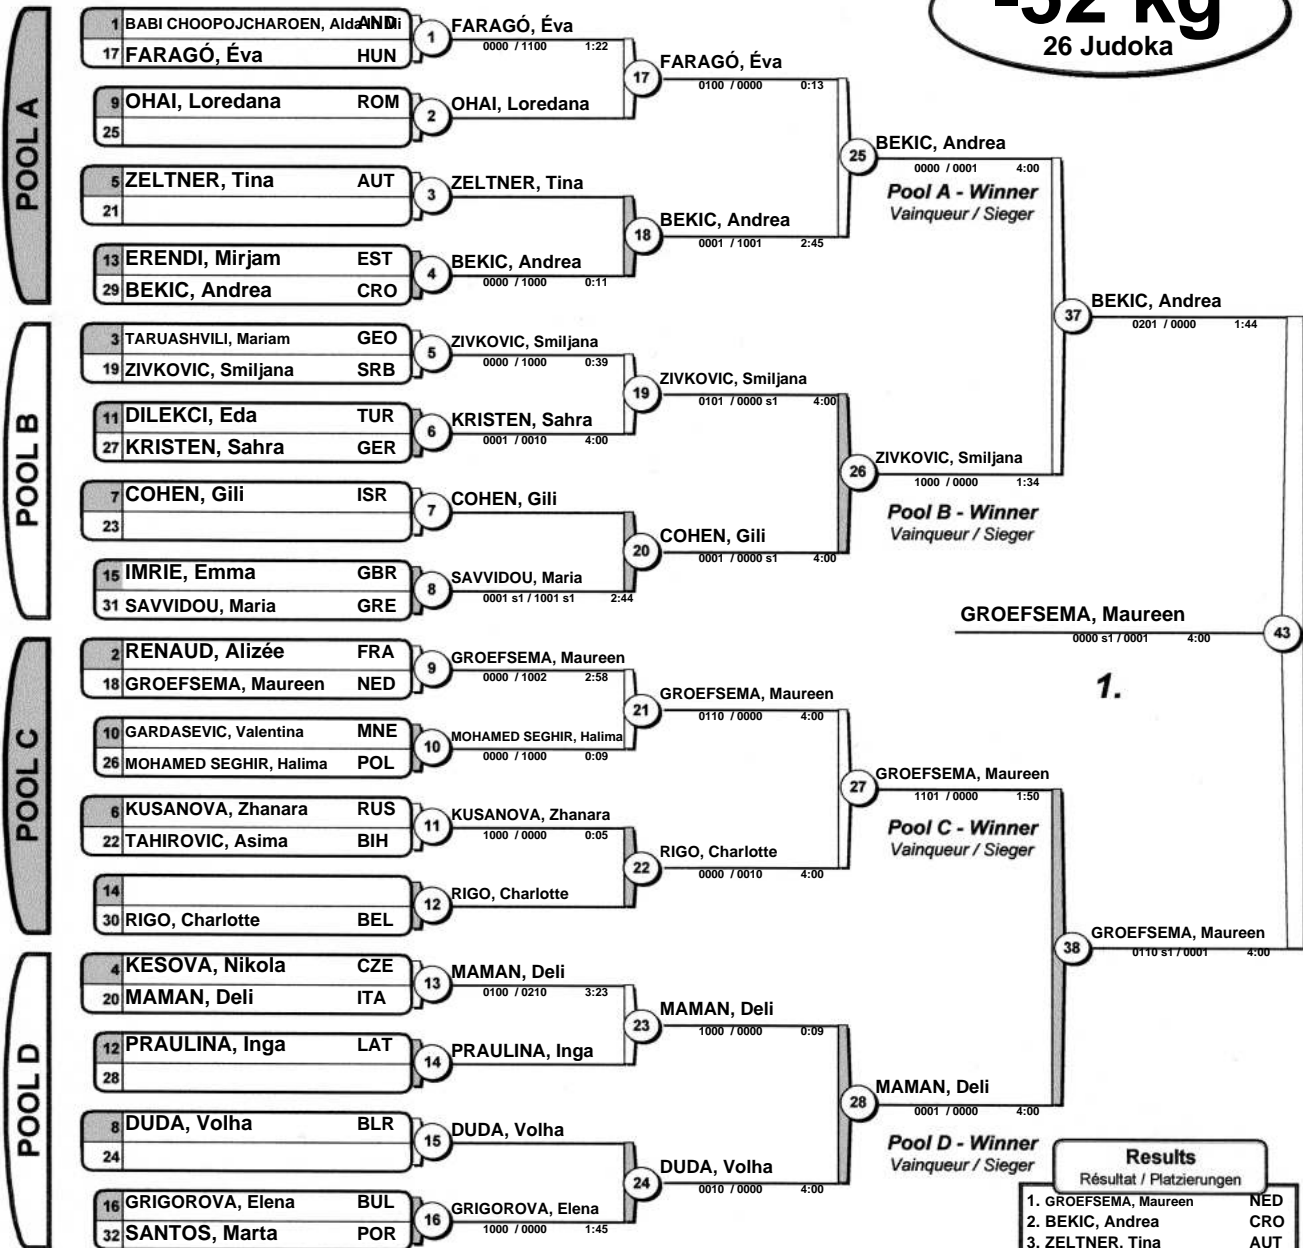 -52 kg
26 Judoka
POOL A
1 BABI CHOOPOJCHAROEN, Alda AND
17 FARAGÓ, Éva HUN
9 OHAI, Loredana ROM
25
5 ZELTNER, Tina AUT
21
13 ERENDI, Mirjam EST
29 BEKIC, Andrea CRO
POOL B
3 TARUASHVILI, Mariam GEO
19 ZIVKOVIC, Smiljana SRB
11 DILEKCI, Eda TUR
27 KRISTEN, Sahra GER
7 COHEN, Gili ISR
23
15 IMRIE, Emma GBR
31 SAVVIDOU, Maria GRE
POOL C
2 RENAUD, Alizée FRA
18 GROEFSEMA, Maureen NED
10 GARDASEVIC, Valentina MNE
26 MOHAMED SEGHIR, Halima POL
6 KUSANOVA, Zhanara RUS
22 TAHIROVIC, Asima BIH
14
30 RIGO, Charlotte BEL
POOL D
4 KESOVA, Nikola CZE
20 MAMAN, Deli ITA
12 PRAULINA, Inga LAT
28
8 DUDA, Volha BLR
24
16 GRIGOROVA, Elena BUL
32 SANTOS, Marta POR
1 FARAGÓ, Éva
0000 / 1100 1:22
2 OHAI, Loredana
3 ZELTNER, Tina
4 BEKIC, Andrea
0000 / 1000 0:11
5 ZIVKOVIC, Smiljana
0000 / 1000 0:39
6 KRISTEN, Sahra
0001 / 0010 4:00
7 COHEN, Gili
8 SAVVIDOU, Maria
0001 s1 / 1001 s1 2:44
9 GROEFSEMA, Maureen
0000 / 1002 2:58
10 MOHAMED SEGHIR, Halima
0000 / 1000 0:09
11 KUSANOVA, Zhanara
1000 / 0000 0:05
12 RIGO, Charlotte
13 MAMAN, Deli
0100 / 0210 3:23
14 PRAULINA, Inga
15 DUDA, Volha
16 GRIGOROVA, Elena
1000 / 0000 1:45
17 FARAGÓ, Éva
0100 / 0000 0:13
18 BEKIC, Andrea
0001 / 1001 2:45
19 ZIVKOVIC, Smiljana
0101 / 0000 s1 4:00
20 COHEN, Gili
0001 / 0000 s1 4:00
21 GROEFSEMA, Maureen
0110 / 0000 4:00
22 RIGO, Charlotte
0000 / 0010 4:00
23 MAMAN, Deli
1000 / 0000 0:09
24 DUDA, Volha
0010 / 0000 4:00
25 BEKIC, Andrea
0000 / 0001 4:00
Pool A - Winner
Vainqueur / Sieger
26 ZIVKOVIC, Smiljana
1000 / 0000 1:34
Pool B - Winner
Vainqueur / Sieger
27 GROEFSEMA, Maureen
1101 / 0000 1:50
Pool C - Winner
Vainqueur / Sieger
28 MAMAN, Deli
0001 / 0000 4:00
Pool D - Winner
Vainqueur / Sieger
37 BEKIC, Andrea
0201 / 0000 1:44
38 GROEFSEMA, Maureen
0110 s1 / 0001 4:00
GROEFSEMA, Maureen 43
0000 s1 / 0001 4:00
1.
Results
Résultat / Platzierungen
1. GROEFSEMA, Maureen NED
2. BEKIC, Andrea CRO
3. ZELTNER, Tina AUT